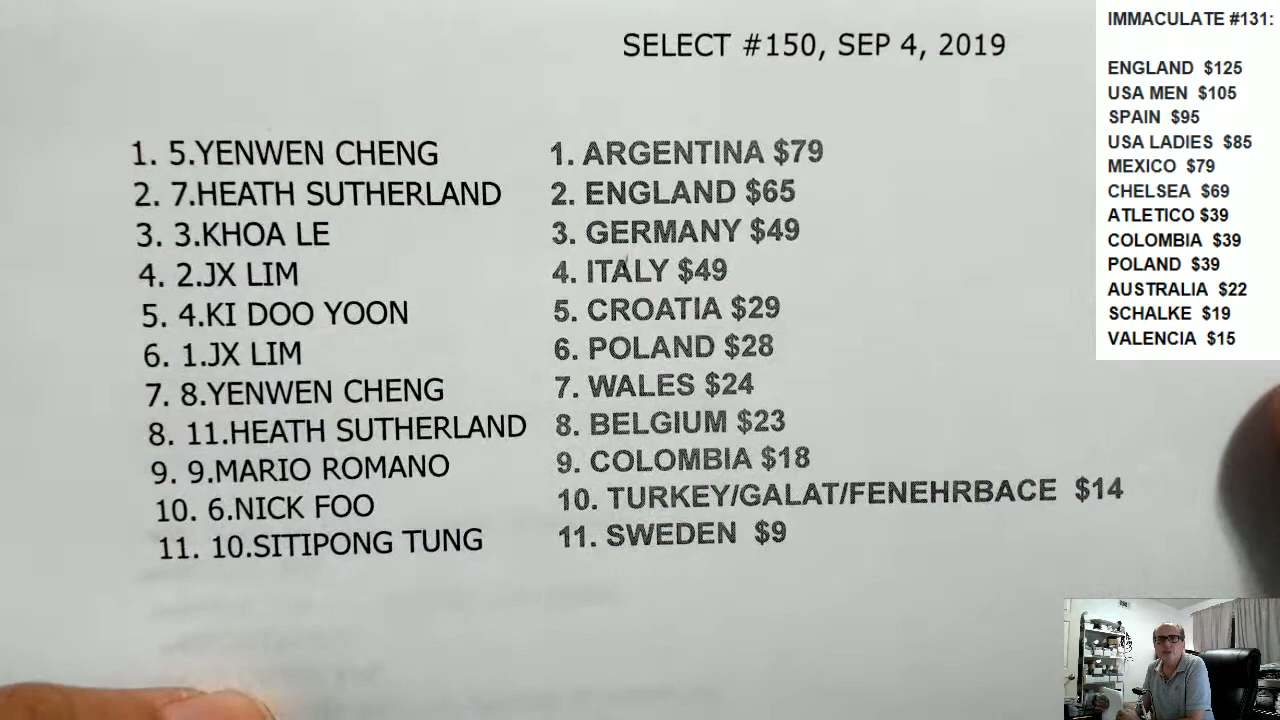 SELECT #150, SEP 4, 2019
1. 5.YENWEN CHENG 1. ARGENTINA $79
2. 7.HEATH SUTHERLAND 2. ENGLAND $65
3. 3.KHOA LE 3. GERMANY $49
4. 2.JX LIM 4. ITALY $49
5. 4.KI DOO YOON 5. CROATIA $29
6. 1.JX LIM 6. POLAND $28
7. 8.YENWEN CHENG 7. WALES $24
8. 11.HEATH SUTHERLAND 8. BELGIUM $23
9. 9.MARIO ROMANO 9. COLOMBIA $18
10. 6.NICK FOO 10. TURKEY/GALAT/FENEHRBACE $14
11. 10.SITIPONG TUNG 11. SWEDEN $9
IMMACULATE #131:
ENGLAND $125
USA MEN $105
SPAIN $95
USA LADIES $85
MEXICO $79
CHELSEA $69
ATLETICO $39
COLOMBIA $39
POLAND $39
AUSTRALIA $22
SCHALKE $19
VALENCIA $15